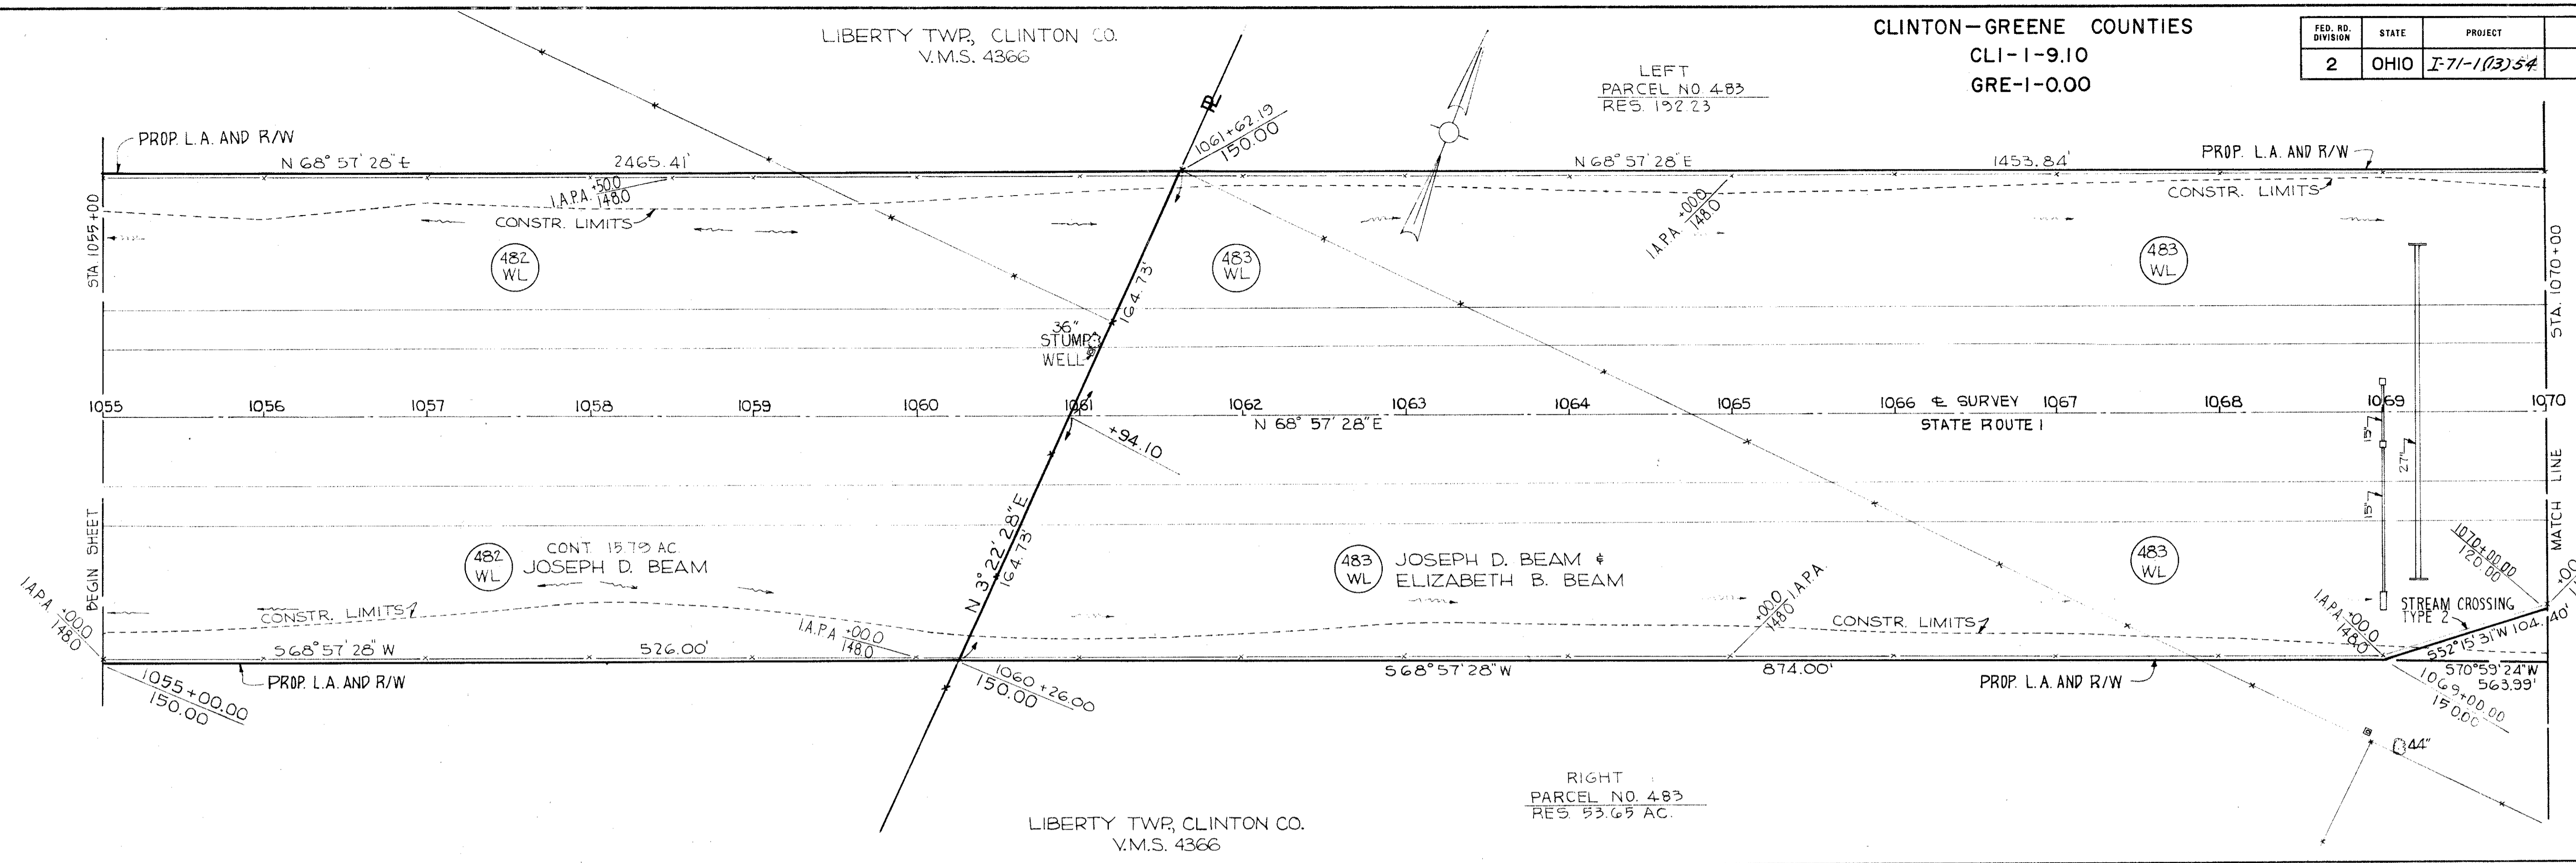 LIBERTY TWP., CLINTON CO.
V.M.S. 4366
CLINTON-GREENE COUNTIES
CLI-1-9.10
GRE-1-0.00
FED. RD. DIVISION
STATE
PROJECT
2
OHIO
I-71-1(13)54
LEFT
PARCEL NO. 483
RES. 192.23
PROP. L.A. AND R/W
N 68° 57' 28" E
2465.41'
I.A.P.A. +50.0
148.0
CONSTR. LIMITS
1061+62.19
150.00
N 68° 57' 28" E
1453.84'
PROP. L.A. AND R/W
CONSTR. LIMITS
I.A.P.A. +00.0
148.0
STA. 1055+00
STA. 1070+00
482
WL
483
WL
483
WL
164.73'
36"
STUMP
WELL
1055
1056
1057
1058
1059
1060
1061
1062
1063
1064
1065
1066
℄ SURVEY
1067
1068
1069
1070
N 68° 57' 28" E
STATE ROUTE 1
+94.10
15"
27"
15"
BEGIN SHEET
MATCH LINE
N 3° 22' 28" E
164.73'
482
WL
CONT. 15.79 AC.
JOSEPH D. BEAM
483
WL
JOSEPH D. BEAM &
ELIZABETH B. BEAM
483
WL
1070+00.00
120.00
STREAM CROSSING
TYPE 2
CONSTR. LIMITS
I.A.P.A. +00.0
148.0
I.A.P.A. +00.0
148.0
+00.0 I.A.P.A.
148.0
CONSTR. LIMITS
I.A.P.A. +00.0
148.0
S 52° 15' 31" W 104.40'
S 68° 57' 28" W
526.00'
S 68° 57' 28" W
874.00'
S 70° 59' 24" W
563.99'
PROP. L.A. AND R/W
1055+00.00
150.00
1060+26.00
150.00
PROP. L.A. AND R/W
1069+00.00
150.00
44"
RIGHT
PARCEL NO. 483
RES. 53.65 AC.
LIBERTY TWP., CLINTON CO.
V.M.S. 4366